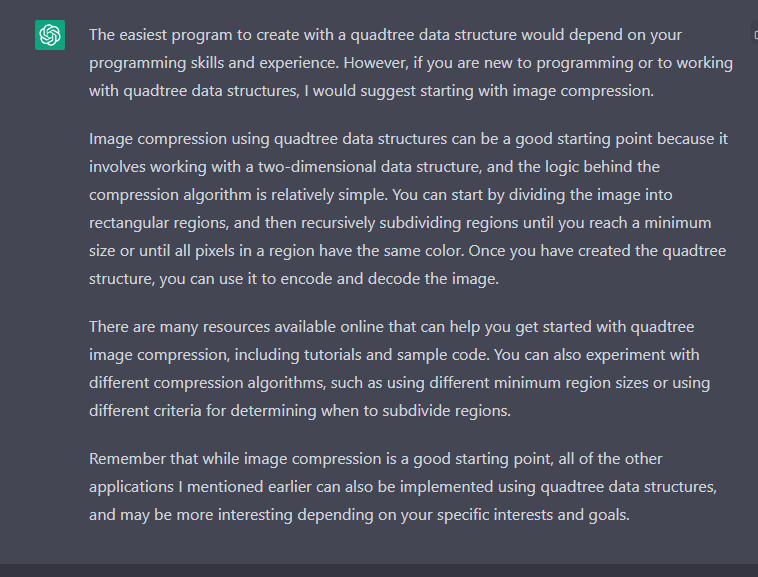 The easiest program to create with a quadtree data structure would depend on your
programming skills and experience. However, if you are new to programming or to working
with quadtree data structures, I would suggest starting with image compression.
Image compression using quadtree data structures can be a good starting point because it
involves working with a two-dimensional data structure, and the logic behind the
compression algorithm is relatively simple. You can start by dividing the image into
rectangular regions, and then recursively subdividing regions until you reach a minimum
size or until all pixels in a region have the same color. Once you have created the quadtree
structure, you can use it to encode and decode the image.
There are many resources available online that can help you get started with quadtree
image compression, including tutorials and sample code. You can also experiment with
different compression algorithms, such as using different minimum region sizes or using
different criteria for determining when to subdivide regions.
Remember that while image compression is a good starting point, all of the other
applications I mentioned earlier can also be implemented using quadtree data structures,
and may be more interesting depending on your specific interests and goals.